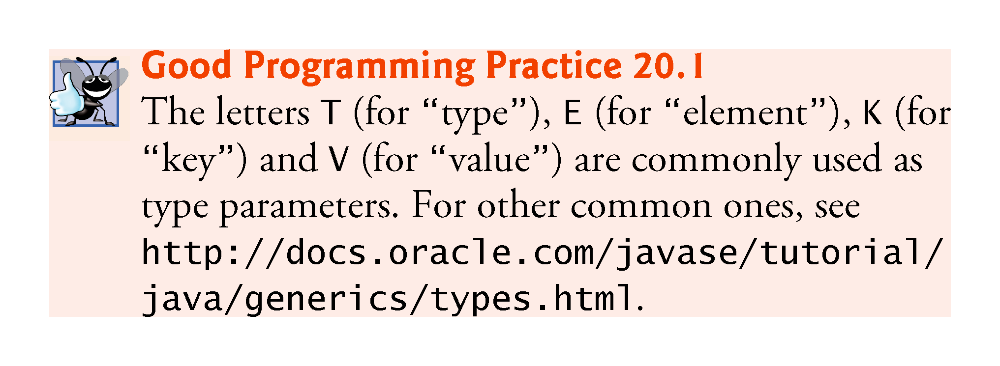 Good Programming Practice 20.1
The letters T (for “type”), E (for “element”), K (for
“key”) and V (for “value”) are commonly used as
type parameters. For other common ones, see
http://docs.oracle.com/javase/tutorial/
java/generics/types.html.